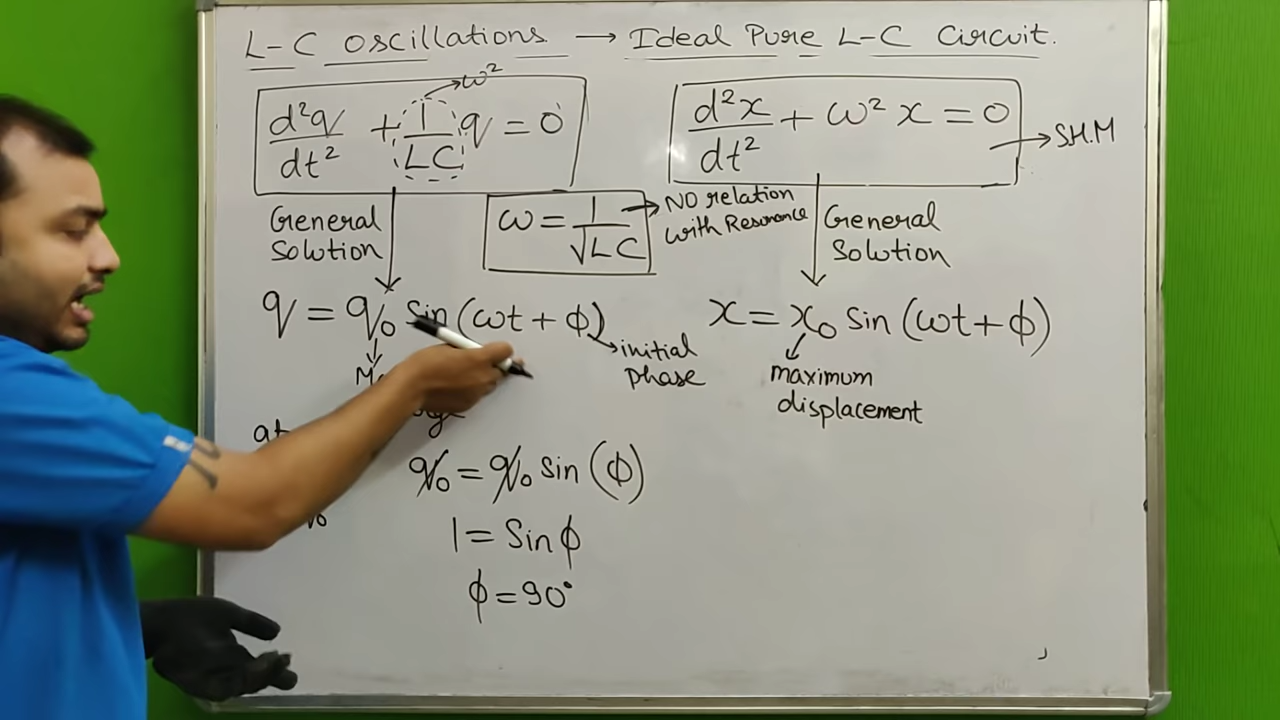 L-C Oscillations → Ideal Pure L-C Circuit.
d²q/dt² + 1/LC q = 0
→ ω²
d²x/dt² + ω² x = 0
→ S.H.M
General
Solution
ω = 1/√LC
→ NO relation
with Resonance
General
Solution
q = q₀ sin (ωt + ϕ)
→ initial
phase
x = x₀ sin (ωt + ϕ)
maximum
displacement
at
q₀ = q₀ sin (ϕ)
1 = Sin ϕ
ϕ = 90°